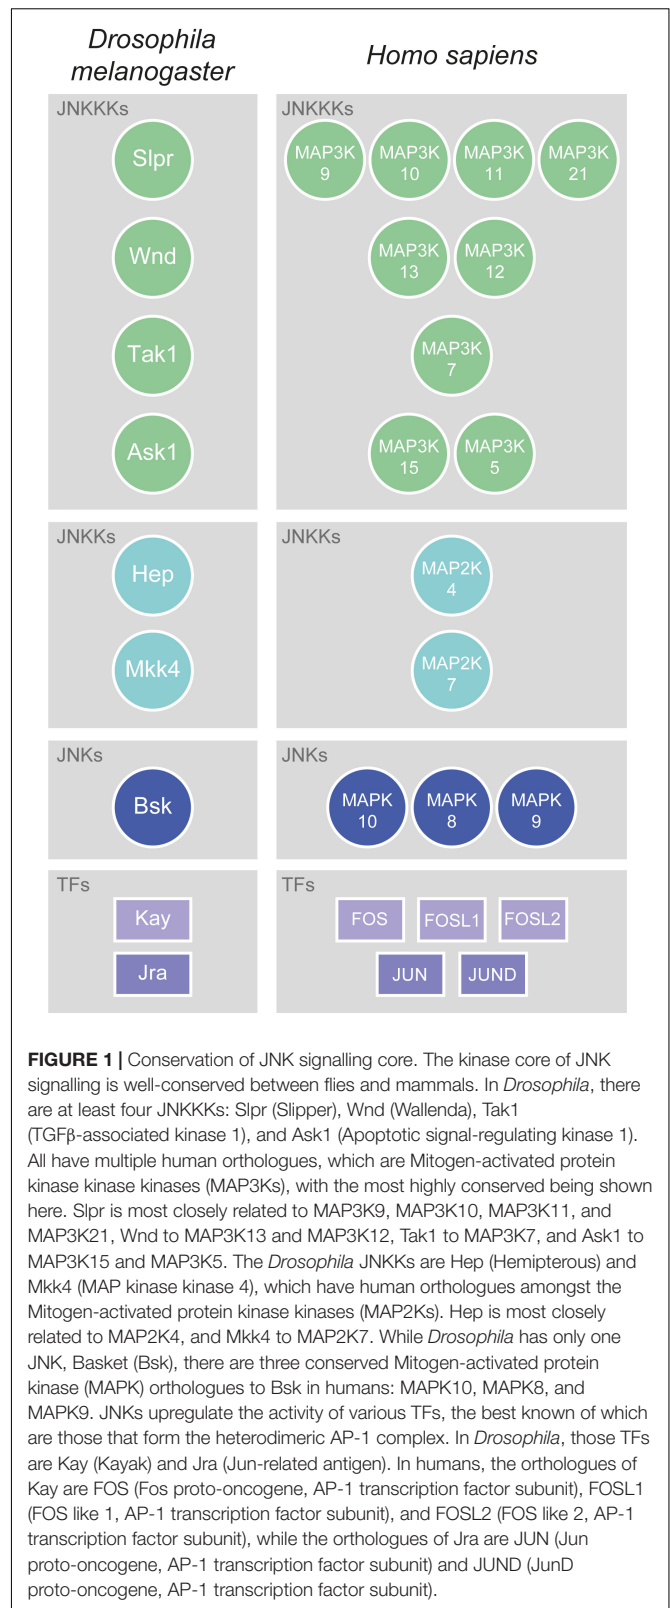 Drosophila
melanogaster
Homo sapiens
JNKKKs
JNKKKs
Slpr
MAP3K
9
MAP3K
10
MAP3K
11
MAP3K
21
Wnd
MAP3K
13
MAP3K
12
Tak1
MAP3K
7
Ask1
MAP3K
15
MAP3K
5
JNKKs
JNKKs
Hep
MAP2K
4
Mkk4
MAP2K
7
JNKs
JNKs
Bsk
MAPK
10
MAPK
8
MAPK
9
TFs
TFs
Kay
FOS
FOSL1
FOSL2
Jra
JUN
JUND
FIGURE 1 | Conservation of JNK signalling core. The kinase core of JNK
signalling is well-conserved between flies and mammals. In Drosophila, there
are at least four JNKKKs: Slpr (Slipper), Wnd (Wallenda), Tak1
(TGFβ-associated kinase 1), and Ask1 (Apoptotic signal-regulating kinase 1).
All have multiple human orthologues, which are Mitogen-activated protein
kinase kinase kinases (MAP3Ks), with the most highly conserved being shown
here. Slpr is most closely related to MAP3K9, MAP3K10, MAP3K11, and
MAP3K21, Wnd to MAP3K13 and MAP3K12, Tak1 to MAP3K7, and Ask1 to
MAP3K15 and MAP3K5. The Drosophila JNKKs are Hep (Hemipterous) and
Mkk4 (MAP kinase kinase 4), which have human orthologues amongst the
Mitogen-activated protein kinase kinases (MAP2Ks). Hep is most closely
related to MAP2K4, and Mkk4 to MAP2K7. While Drosophila has only one
JNK, Basket (Bsk), there are three conserved Mitogen-activated protein
kinase (MAPK) orthologues to Bsk in humans: MAPK10, MAPK8, and
MAPK9. JNKs upregulate the activity of various TFs, the best known of which
are those that form the heterodimeric AP-1 complex. In Drosophila, those TFs
are Kay (Kayak) and Jra (Jun-related antigen). In humans, the orthologues of
Kay are FOS (Fos proto-oncogene, AP-1 transcription factor subunit), FOSL1
(FOS like 1, AP-1 transcription factor subunit), and FOSL2 (FOS like 2, AP-1
transcription factor subunit), while the orthologues of Jra are JUN (Jun
proto-oncogene, AP-1 transcription factor subunit) and JUND (JunD
proto-oncogene, AP-1 transcription factor subunit).